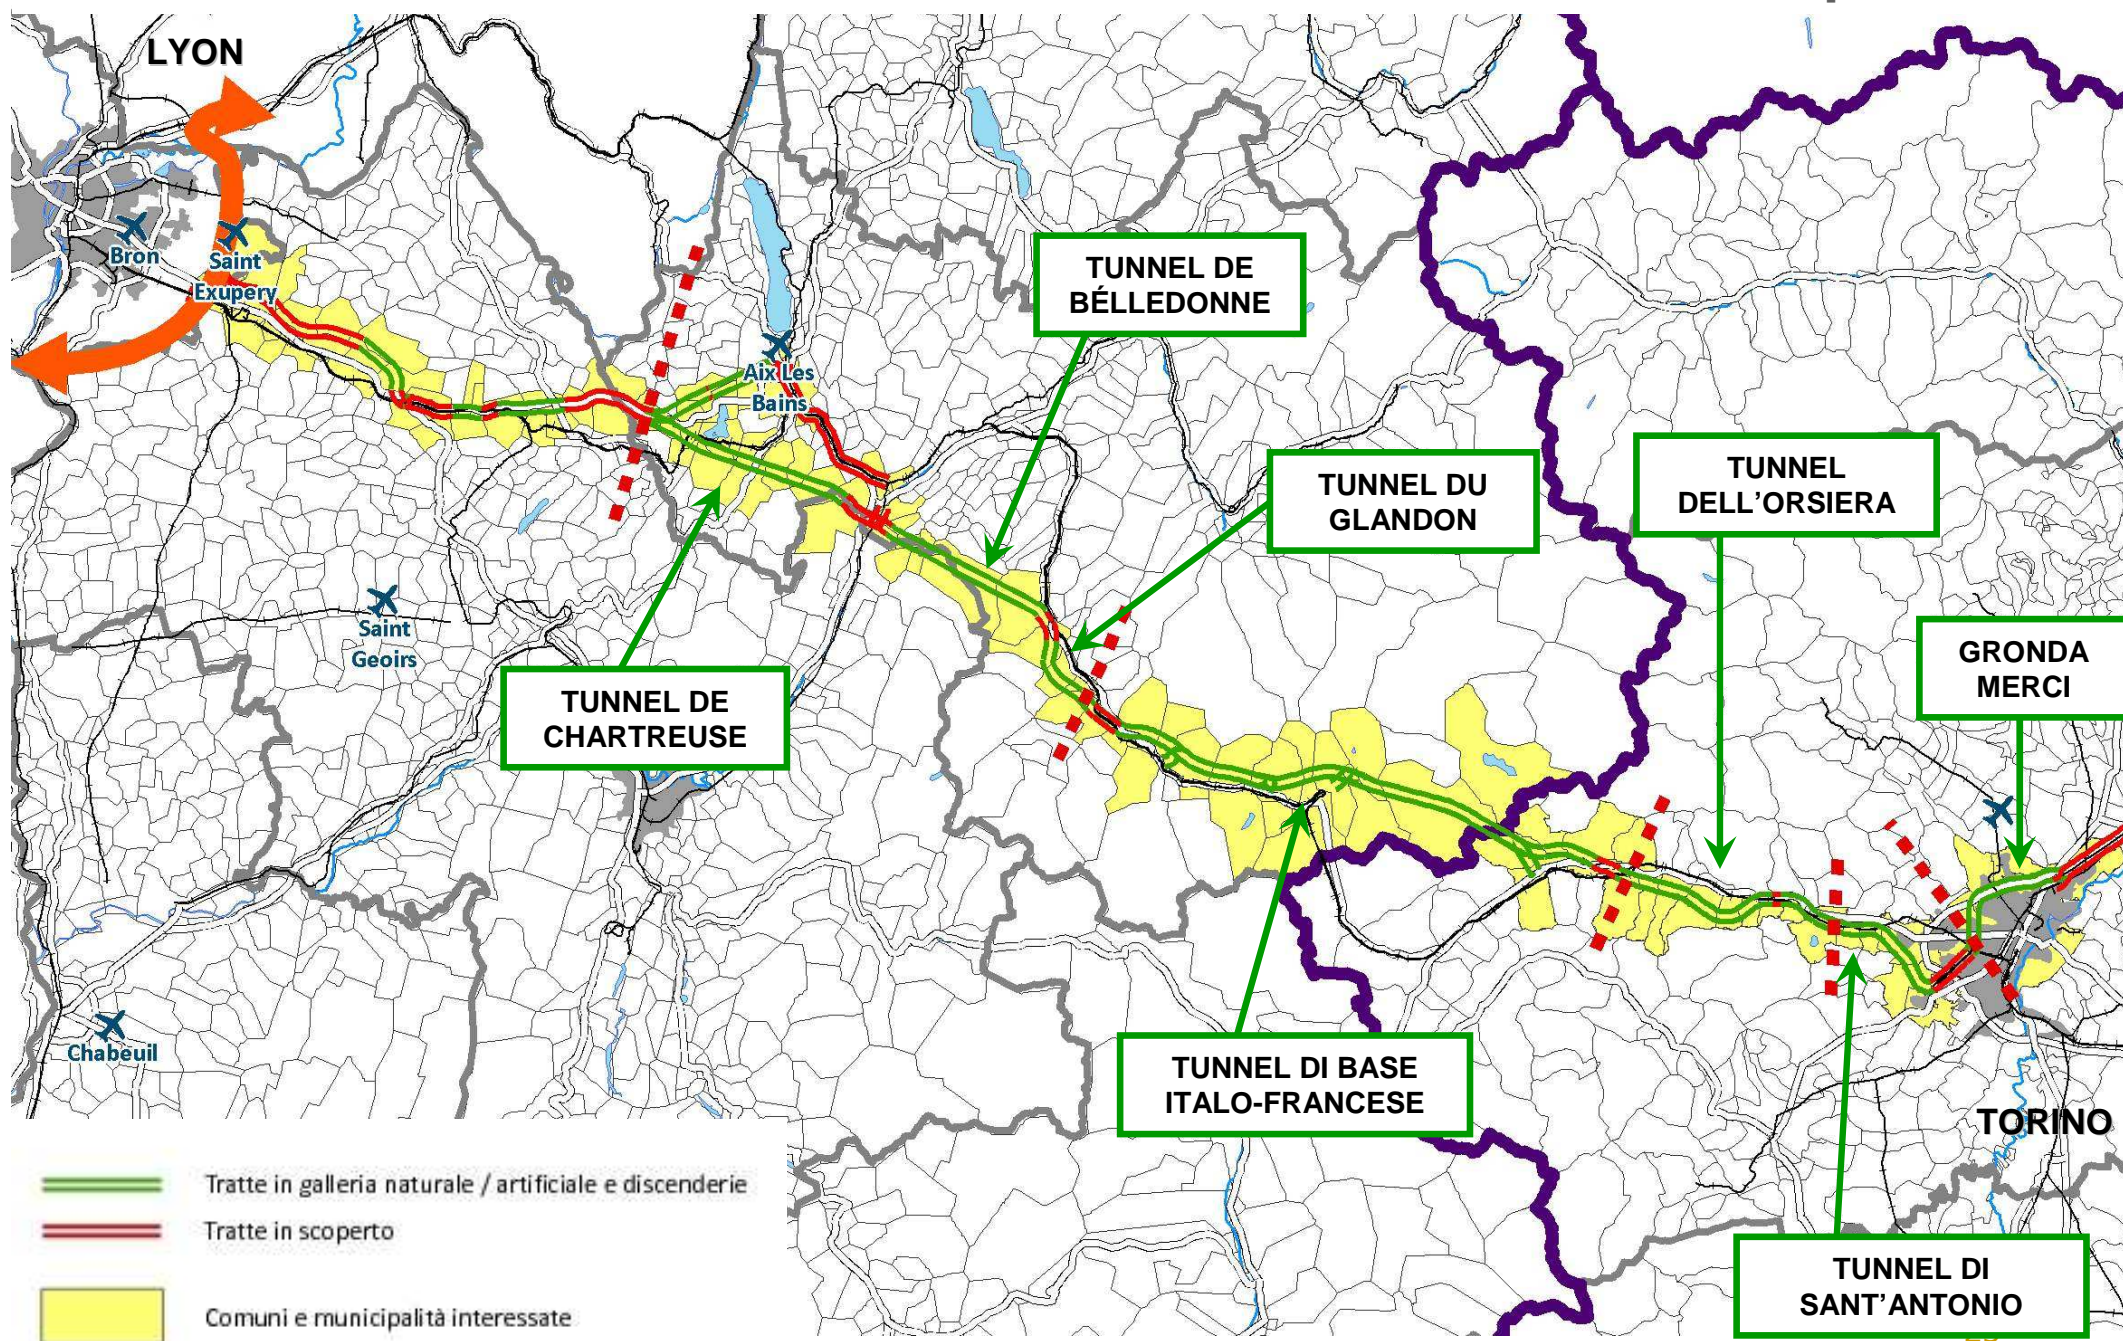 LYON
Bron
Saint
Exupery
TUNNEL DE
BÉLLEDONNE
Aix Les
Bains
TUNNEL DU
GLANDON
TUNNEL
DELL'ORSIERA
Saint
Geoirs
GRONDA
MERCI
TUNNEL DE
CHARTREUSE
Chabeuil
TUNNEL DI BASE
ITALO-FRANCESE
TORINO
Tratte in galleria naturale / artificiale e discenderie
Tratte in scoperto
Comuni e municipalità interessate
TUNNEL DI
SANT'ANTONIO